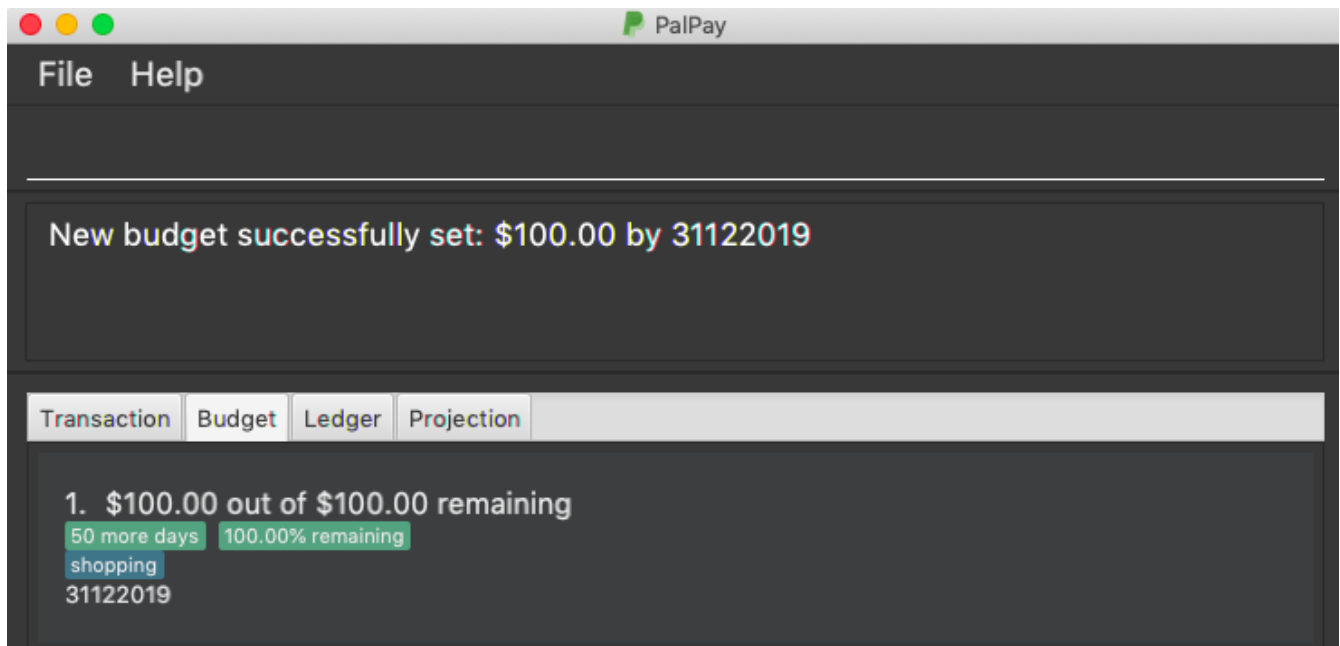 PalPay
File Help
New budget successfully set: $100.00 by 31122019
Transaction Budget Ledger Projection
1. $100.00 out of $100.00 remaining
50 more days 100.00% remaining
shopping
31122019